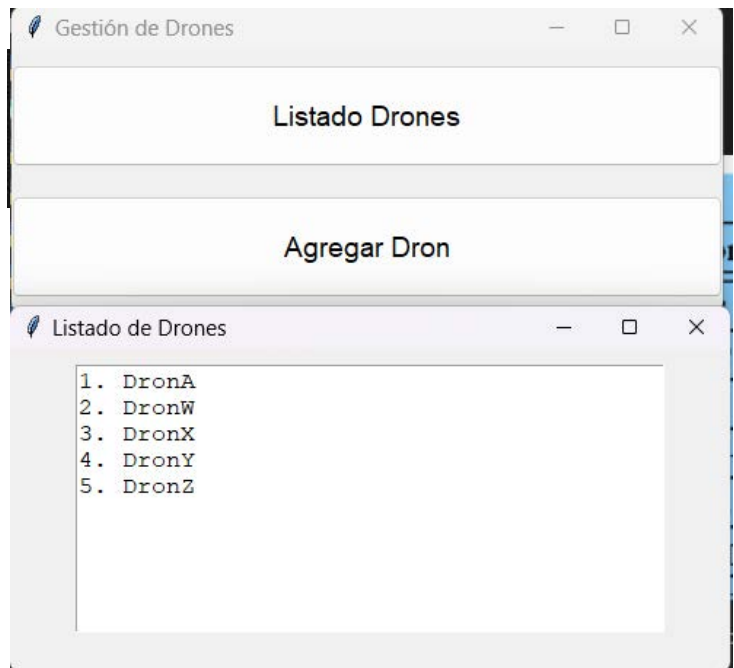 Gestión de Drones
Listado Drones
Agregar Dron
Listado de Drones
1. DronA
2. DronW
3. DronX
4. DronY
5. DronZ